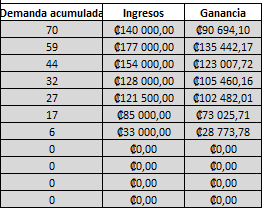 Demanda acumulada Ingresos Ganancia
70 ₡140 000,00 ₡90 694,10
59 ₡177 000,00 ₡135 442,17
44 ₡154 000,00 ₡123 007,72
32 ₡128 000,00 ₡105 460,16
27 ₡121 500,00 ₡102 482,01
17 ₡85 000,00 ₡73 025,71
6 ₡33 000,00 ₡28 773,78
0 ₡0,00 ₡0,00
0 ₡0,00 ₡0,00
0 ₡0,00 ₡0,00
0 ₡0,00 ₡0,00